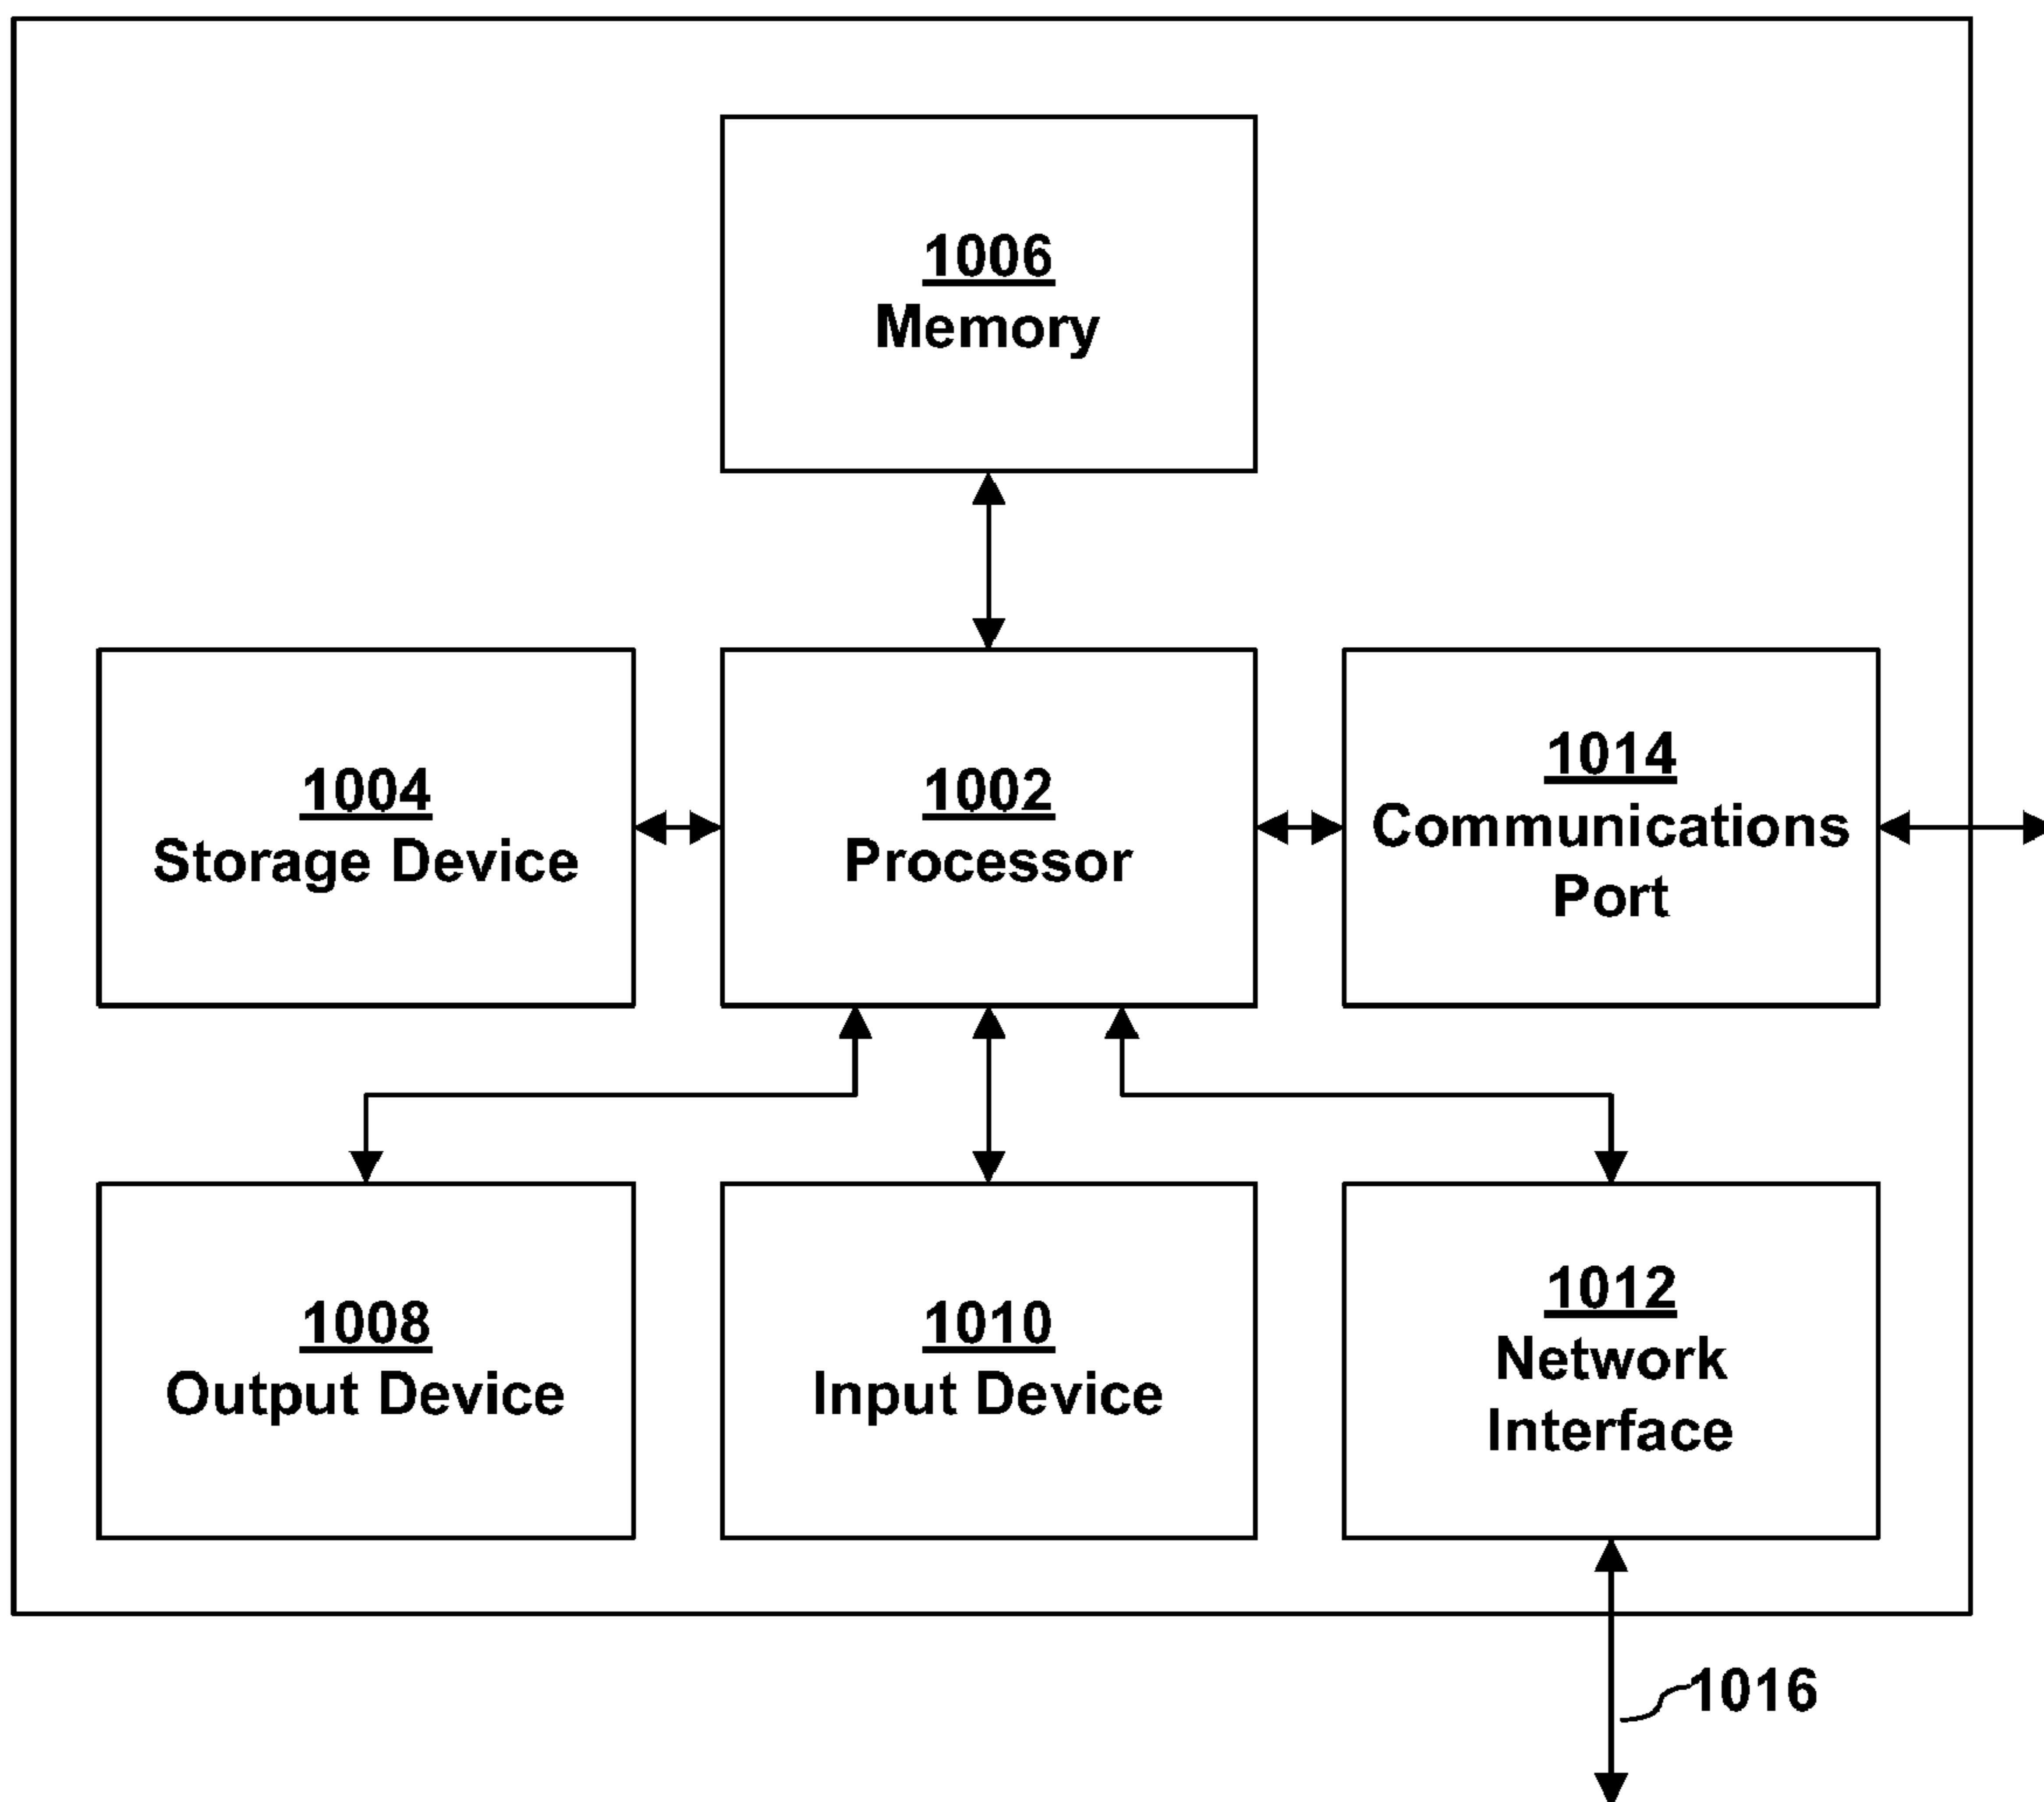 1006
Memory
1004
Storage Device
1002
Processor
1014
Communications
Port
1008
Output Device
1010
Input Device
1012
Network
Interface
1016